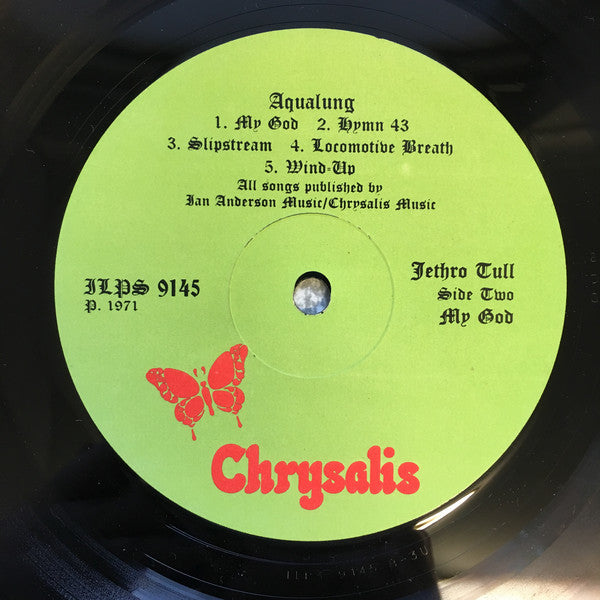 Aqualung
1. My God 2. Hymn 43
3. Slipstream 4. Locomotive Breath
5. Wind-Up
All songs published by
Ian Anderson Music/Chrysalis Music
ILPS 9145
P. 1971
Jethro Tull
Side Two
My God
Chrysalis